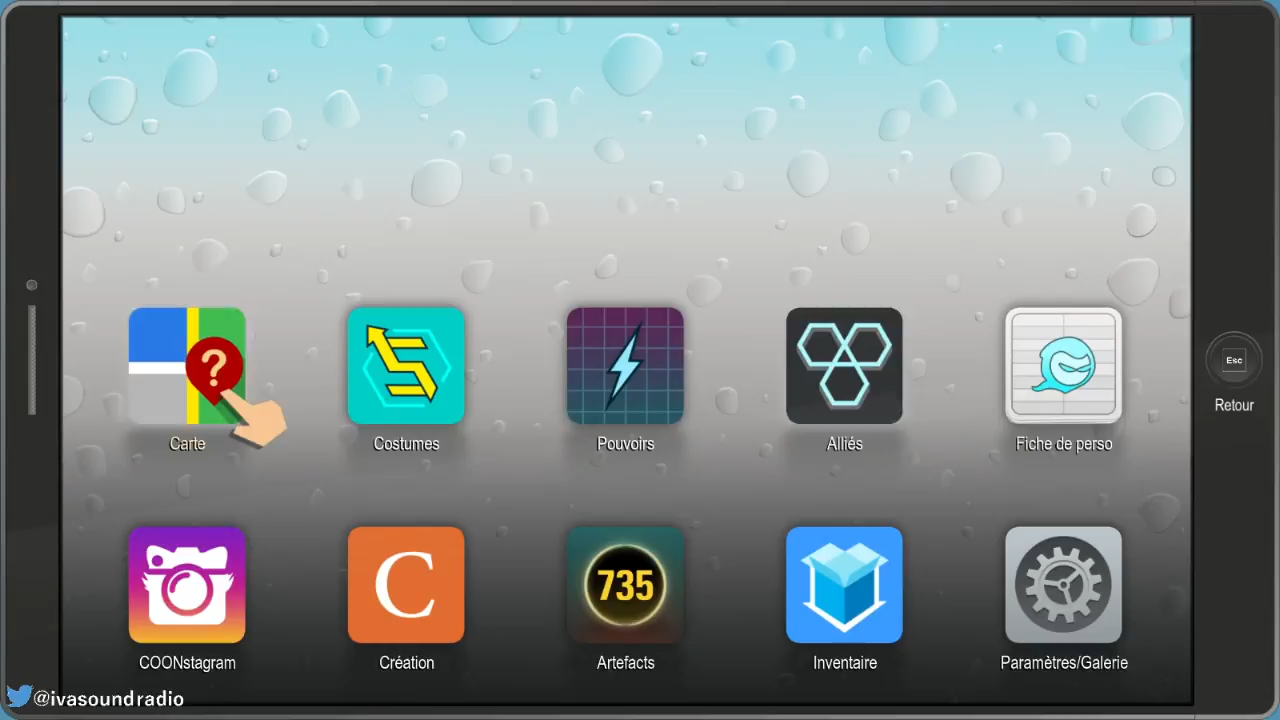 ?
Carte
Costumes
Pouvoirs
Alliés
Fiche de perso
Esc
Retour
C
735
COONstagram
Création
Artefacts
Inventaire
Paramètres/Galerie
@ivasoundradio